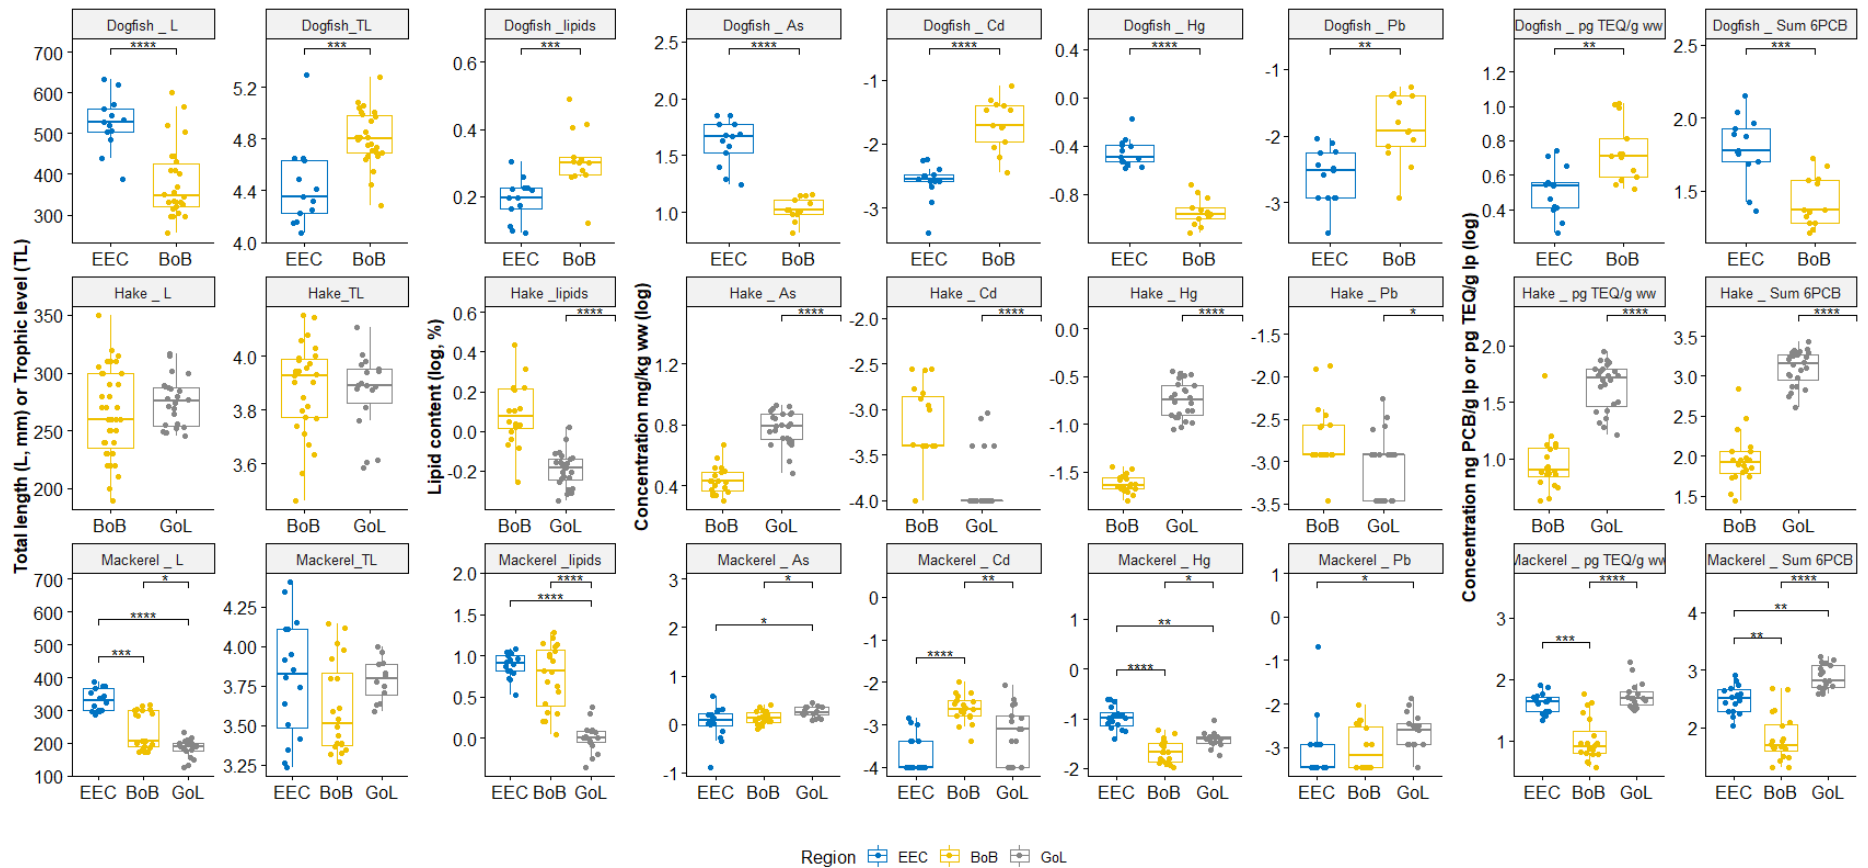 Dogfish _ L
Dogfish_TL
Dogfish _lipids
Dogfish _ As
Dogfish _ Cd
Dogfish _ Hg
Dogfish _ Pb
Dogfish _ pg TEQ/g ww
Dogfish _ Sum 6PCB
700
600
500
400
300
****
EEC BoB
5.2
4.8
4.4
4.0
***
EEC BoB
0.6
0.4
0.2
***
EEC BoB
2.5
2.0
1.5
1.0
****
EEC BoB
-1
-2
-3
****
EEC BoB
0.4
0.0
-0.4
-0.8
****
EEC BoB
-1
-2
-3
**
EEC BoB
1.2
1.0
0.8
0.6
0.4
**
EEC BoB
2.5
2.0
1.5
***
EEC BoB
Total length (L, mm) or Trophic level (TL)
Lipid content (log, %)
Concentration mg/kg ww (log)
Concentration ng PCB/g lp or pg TEQ/g lp (log)
Hake _ L
Hake_TL
Hake _lipids
Hake _ As
Hake _ Cd
Hake _ Hg
Hake _ Pb
Hake _ pg TEQ/g ww
Hake _ Sum 6PCB
350
300
250
200
BoB GoL
4.0
3.8
3.6
BoB GoL
0.6
0.4
0.2
0.0
-0.2
****
BoB GoL
1.2
0.8
0.4
****
BoB GoL
-2.0
-2.5
-3.0
-3.5
-4.0
****
BoB GoL
0.0
-0.5
-1.0
-1.5
****
BoB GoL
-1.5
-2.0
-2.5
-3.0
-3.5
*
BoB GoL
2.0
1.5
1.0
****
BoB GoL
3.5
3.0
2.5
2.0
1.5
****
BoB GoL
Mackerel _ L
Mackerel_TL
Mackerel _lipids
Mackerel _ As
Mackerel _ Cd
Mackerel _ Hg
Mackerel _ Pb
Mackerel _ pg TEQ/g ww
Mackerel _ Sum 6PCB
700
600
500
400
300
200
100
*
****
***
EEC BoB GoL
4.25
4.00
3.75
3.50
3.25
EEC BoB GoL
2.0
1.5
1.0
0.5
0.0
****
****
EEC BoB GoL
3
2
1
0
-1
*
*
EEC BoB GoL
0
-1
-2
-3
-4
**
****
EEC BoB GoL
1
0
-1
-2
*
**
****
EEC BoB GoL
1
0
-1
-2
-3
*
EEC BoB GoL
3
2
1
****
***
EEC BoB GoL
4
3
2
****
**
**
EEC BoB GoL
Region EEC BoB GoL